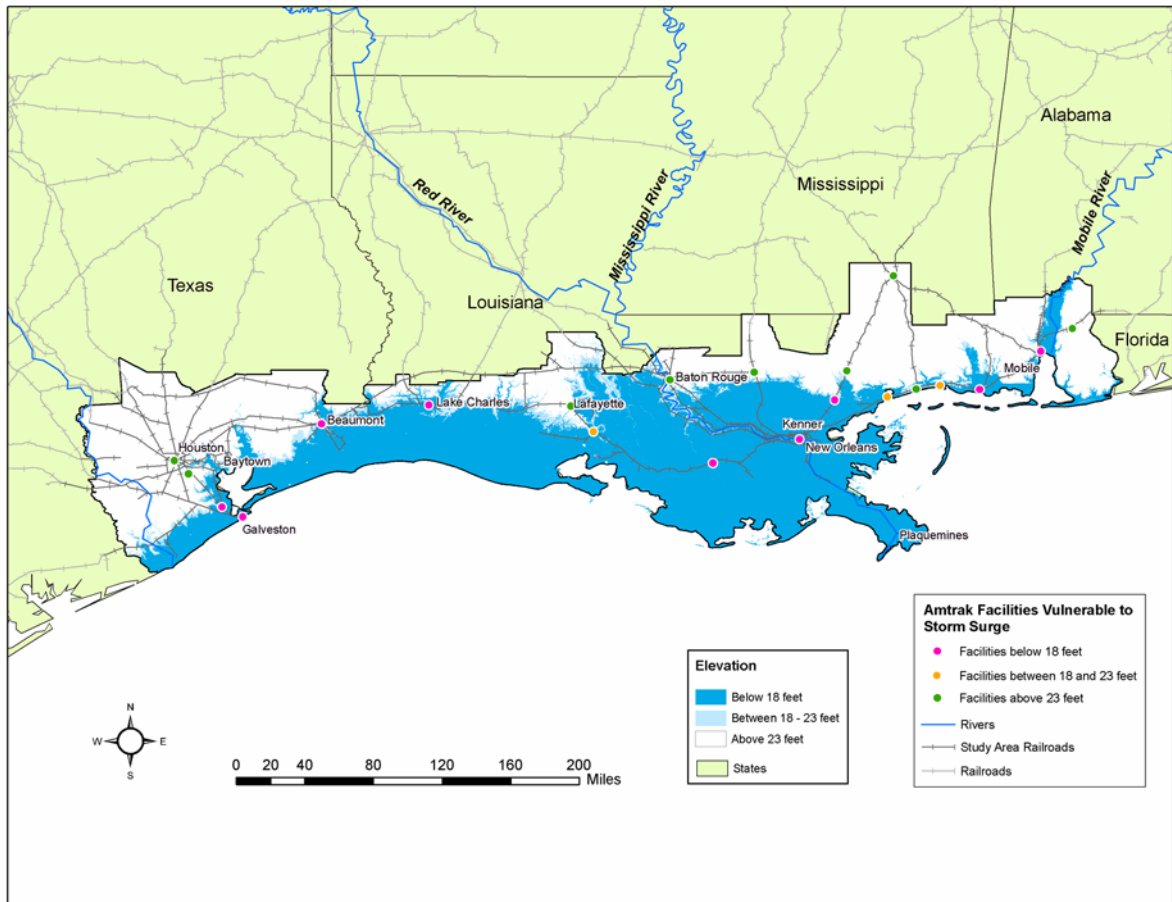 Alabama
Mississippi
Red River
Mississippi River
Mobile River
Texas
Louisiana
Florida
Mobile
Baton Rouge
Lake Charles
Lafayette
Beaumont
Kenner
New Orleans
Houston
Baytown
Galveston
Plaquemines
Amtrak Facilities Vulnerable to
Storm Surge
Facilities below 18 feet
Facilities between 18 and 23 feet
Facilities above 23 feet
Rivers
Study Area Railroads
Railroads
Elevation
Below 18 feet
Between 18 - 23 feet
Above 23 feet
States
N
W E
S
0 20 40 80 120 160 200
Miles